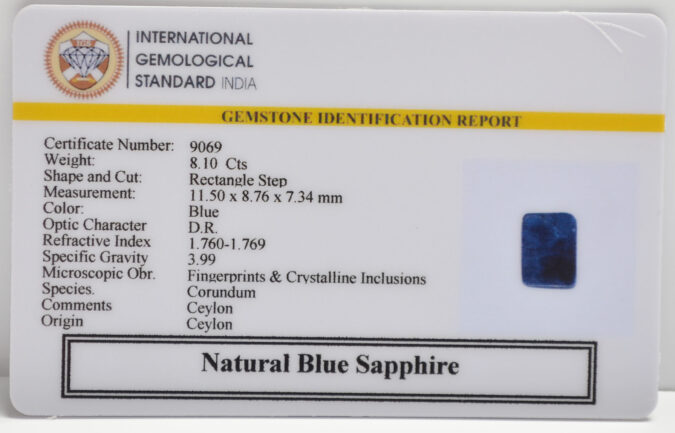 IGS
INTERNATIONAL
GEMOLOGICAL
STANDARD INDIA
GEMSTONE IDENTIFICATION REPORT
Certificate Number: 9069
Weight: 8.10 Cts
Shape and Cut: Rectangle Step
Measurement: 11.50 x 8.76 x 7.34 mm
Color: Blue
Optic Character D.R.
Refractive Index 1.760-1.769
Specific Gravity 3.99
Microscopic Obr. Fingerprints & Crystalline Inclusions
Species. Corundum
Comments Ceylon
Origin Ceylon
Natural Blue Sapphire